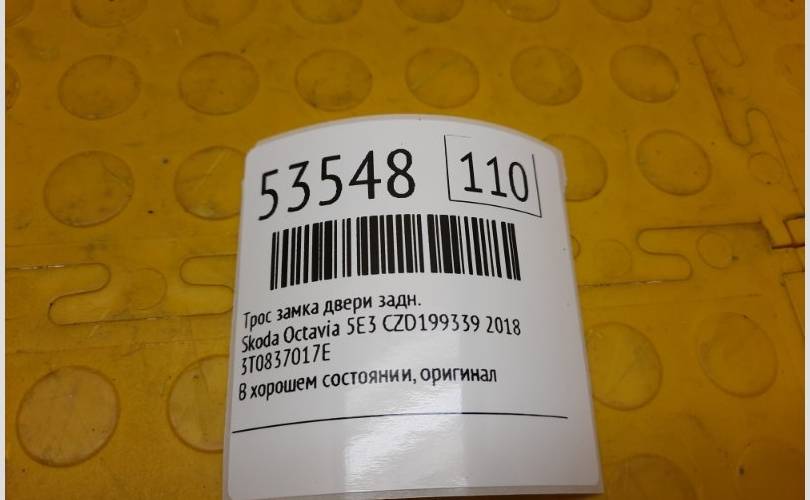 53548 110
Трос замка двери задн.
Skoda Octavia 5E3 CZD199339 2018
3T0837017E
В хорошем состоянии, оригинал